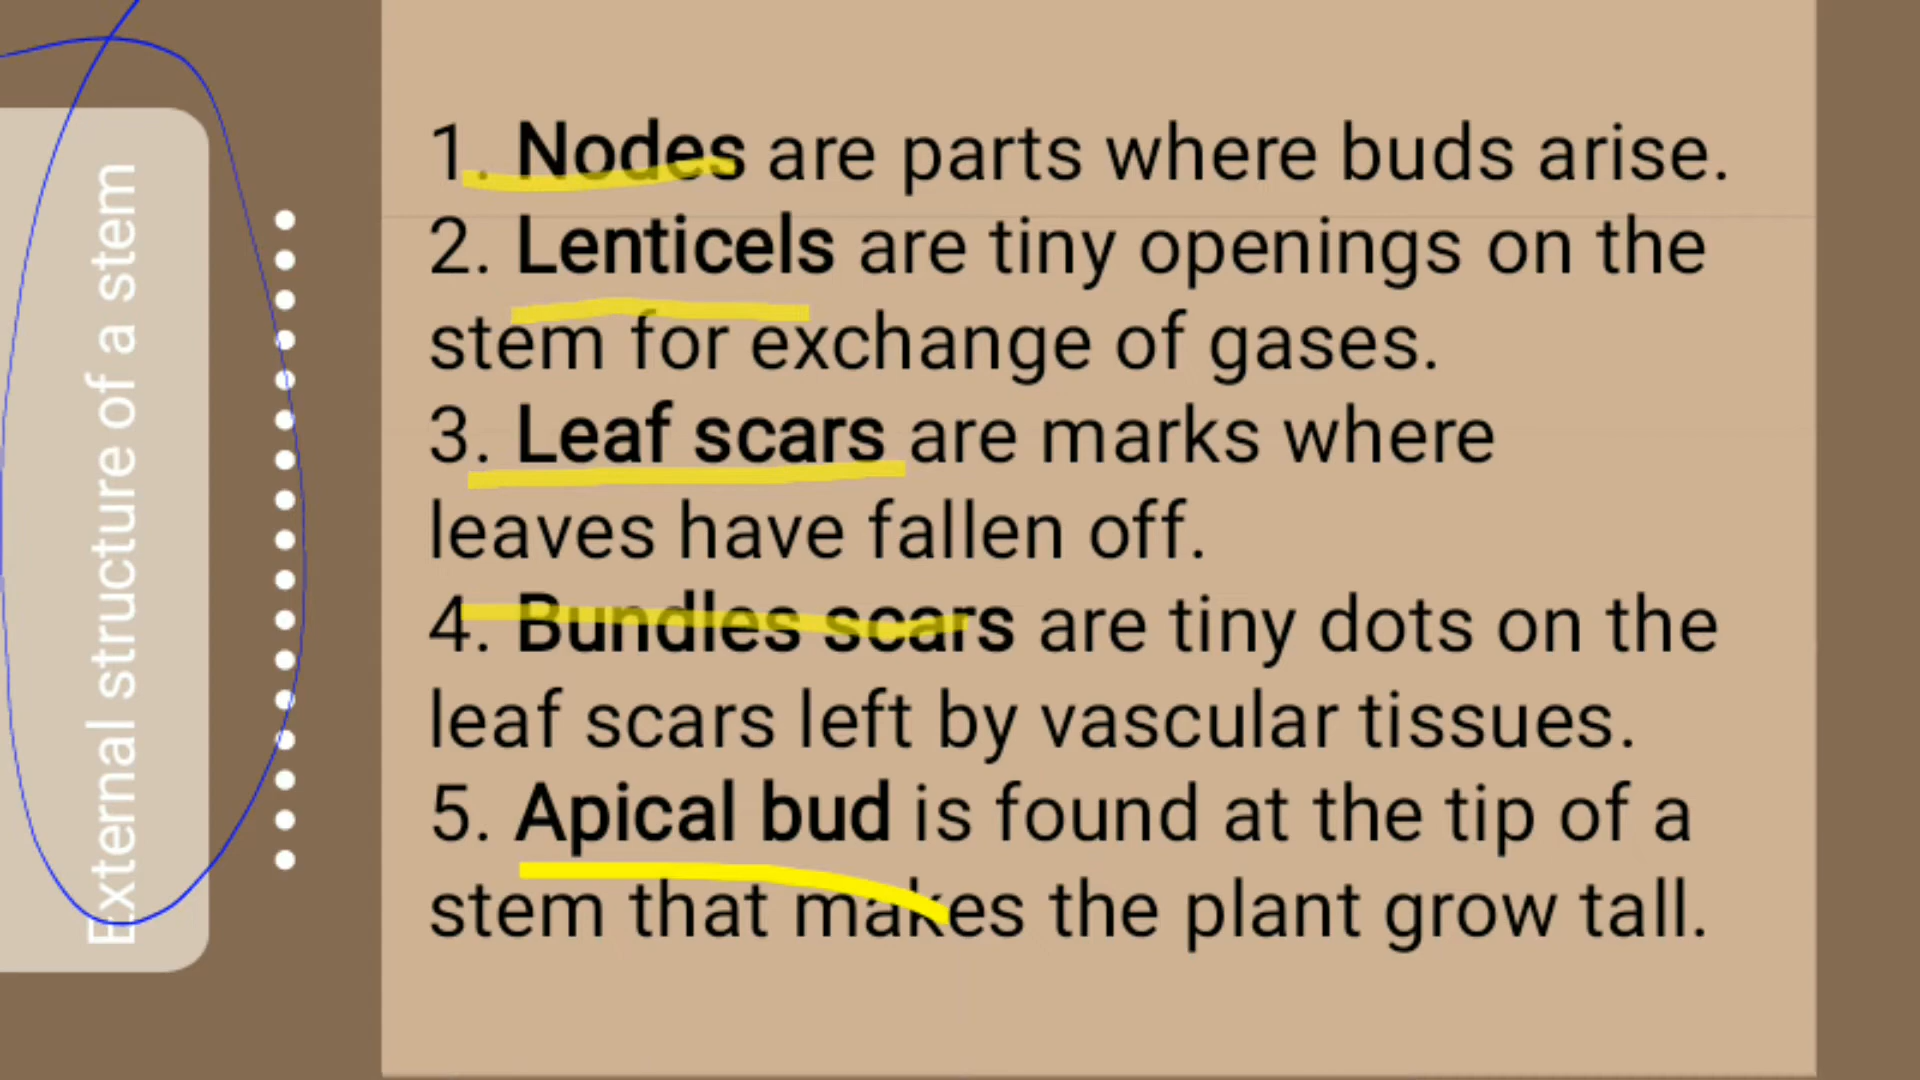 External structure of a stem
1. Nodes are parts where buds arise.
2. Lenticels are tiny openings on the
stem for exchange of gases.
3. Leaf scars are marks where
leaves have fallen off.
4. Bundles scars are tiny dots on the
leaf scars left by vascular tissues.
5. Apical bud is found at the tip of a
stem that makes the plant grow tall.